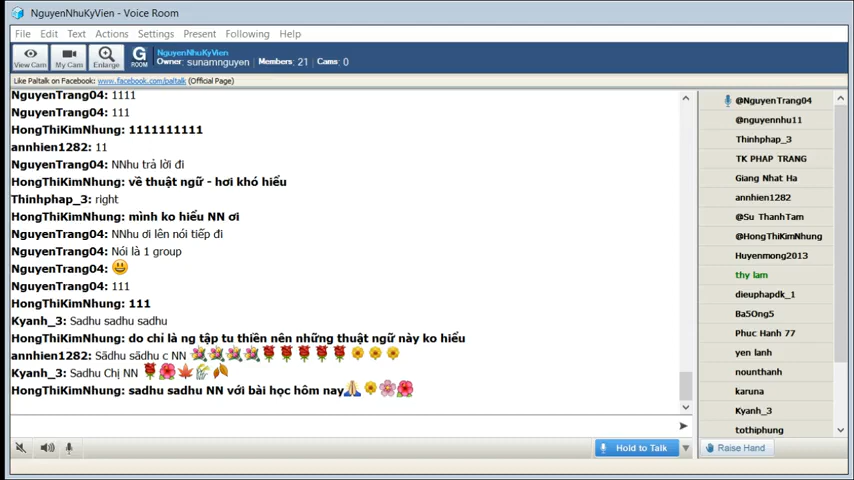 NguyenNhuKyVien - Voice Room
File Edit Text Actions Settings Present Following Help
View Cam My Cam Enlarge G ROOM
NguyenNhuKyVien
Owner: sunamnguyen Members: 21 Cams: 0
Like Paltalk on Facebook: www.facebook.com/paltalk (Official Page)
NguyenTrang04: 1111
NguyenTrang04: 111
HongThiKimNhung: 1111111111
annhien1282: 11
NguyenTrang04: NNhu trả lời đi
HongThiKimNhung: về thuật ngữ - hơi khó hiểu
Thinhphap_3: right
HongThiKimNhung: mình ko hiểu NN ơi
NguyenTrang04: NNhu ơi lên nói tiếp đi
NguyenTrang04: Nói là 1 group
NguyenTrang04:
NguyenTrang04: 111
HongThiKimNhung: 111
Kyanh_3: Sadhu sadhu sadhu
HongThiKimNhung: do chỉ là ng tập tu thiền nên những thuật ngữ này ko hiểu
annhien1282: Sãdhu sãdhu c NN
Kyanh_3: Sadhu Chị NN
HongThiKimNhung: sadhu sadhu NN với bài học hôm nay
@NguyenTrang04
@nguyennhu11
Thinhphap_3
TK PHAP TRANG
Giang Nhat Ha
annhien1282
@Su ThanhTam
@HongThiKimNhung
Huyenmong2013
thy lam
dieuphapdk_1
Ba5Ong5
Phuc Hanh 77
yen lanh
nounthanh
karuna
Kyanh_3
tothiphung
Hold to Talk
Raise Hand